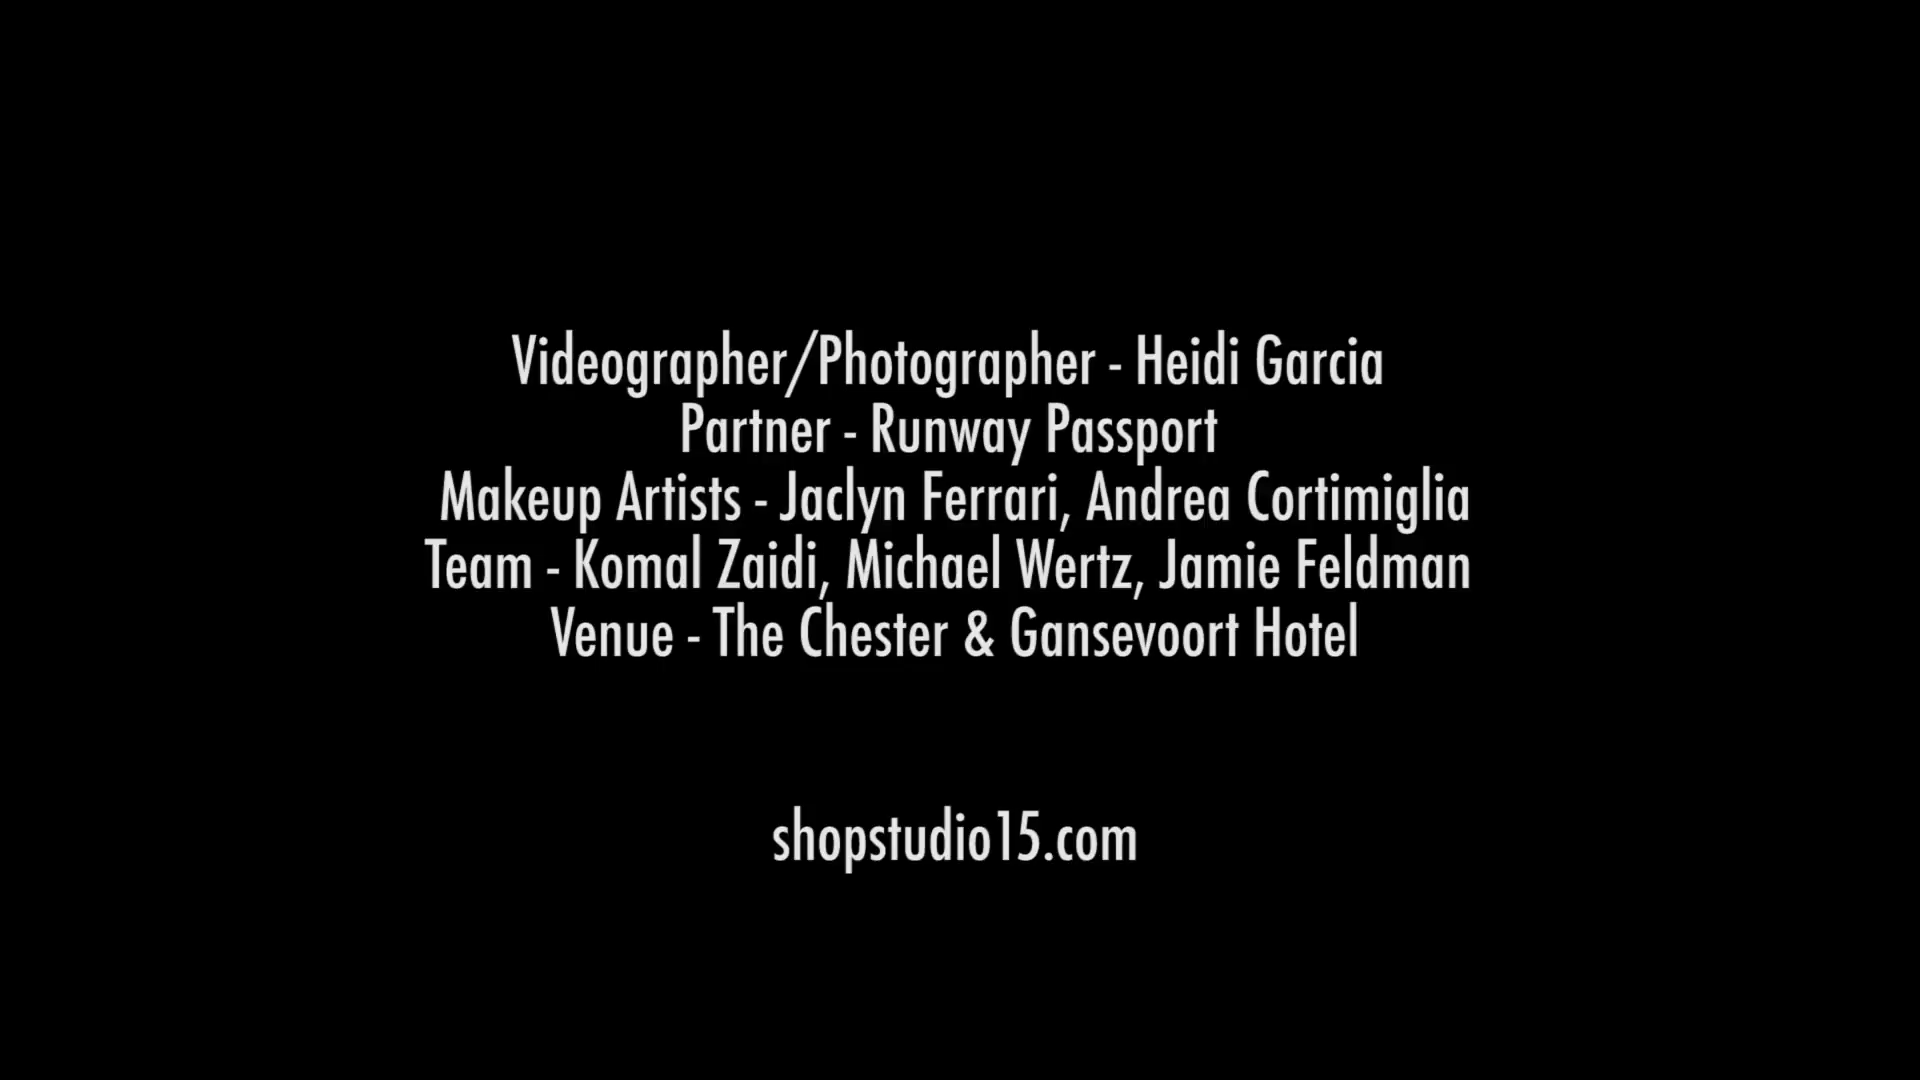 Videographer/Photographer - Heidi Garcia
Partner - Runway Passport
Makeup Artists - Jaclyn Ferrari, Andrea Cortimiglia
Team - Komal Zaidi, Michael Wertz, Jamie Feldman
Venue - The Chester & Gansevoort Hotel
shopstudio15.com